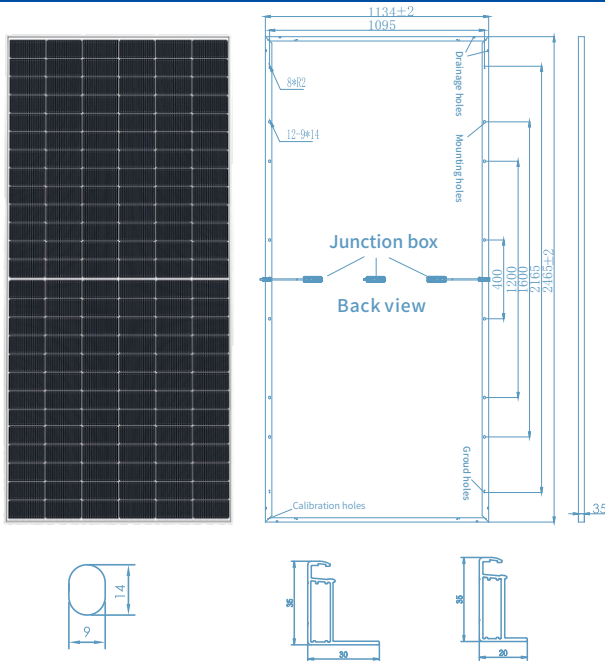 1134±2
1095
Drainage holes
8*R2
12-9*14
Mounting holes
Junction box
Back view
400
1200
1600
2165
2465±2
Groud holes
Calibration holes
35
14
9
35
30
35
20